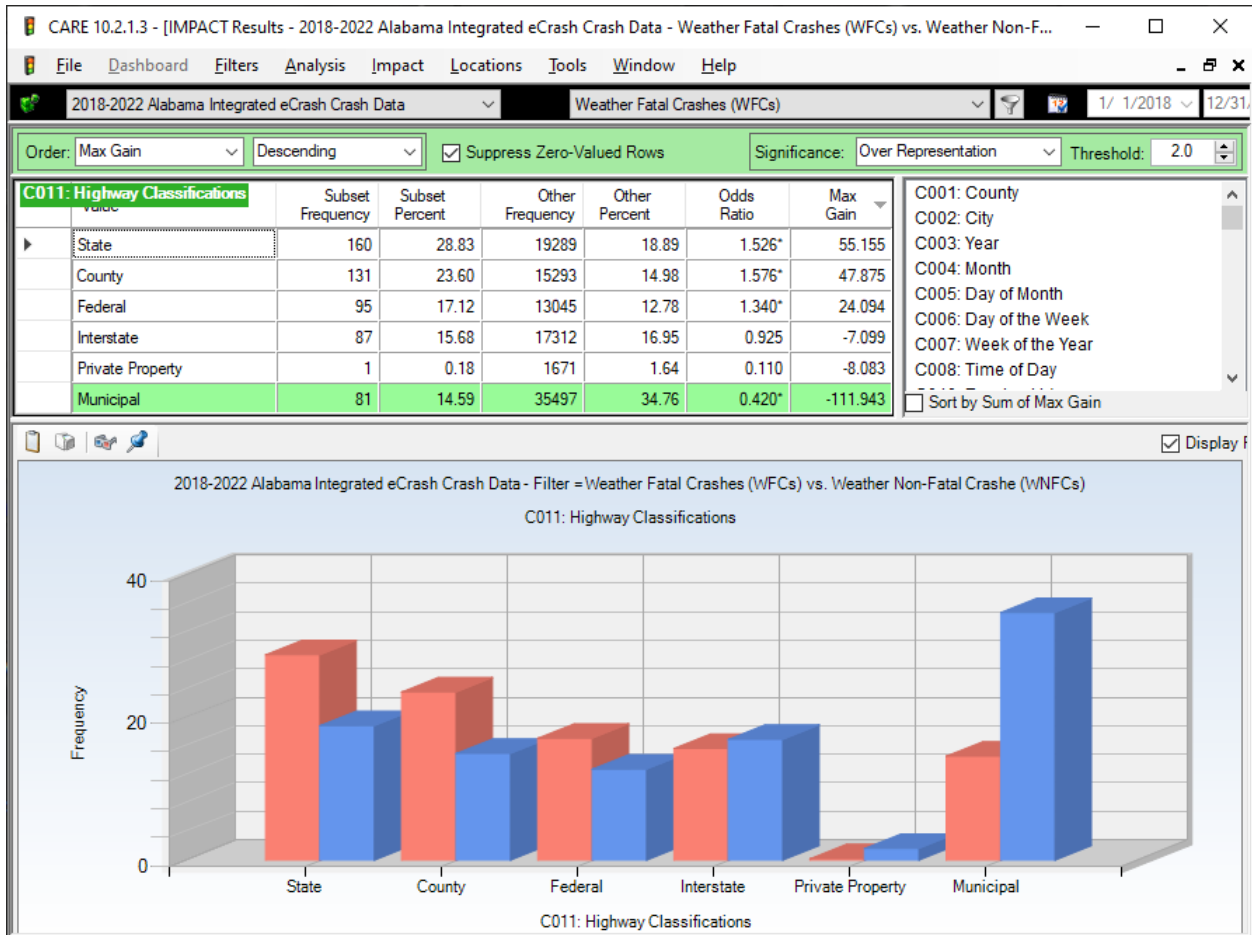 CARE 10.2.1.3 - [IMPACT Results - 2018-2022 Alabama Integrated eCrash Crash Data - Weather Fatal Crashes (WFCs) vs. Weather Non-F...
File Dashboard Filters Analysis Impact Locations Tools Window Help
2018-2022 Alabama Integrated eCrash Crash Data Weather Fatal Crashes (WFCs) 1/ 1/2018 12/31/
Order: Max Gain Descending Suppress Zero-Valued Rows Significance: Over Representation Threshold: 2.0
C011: Highway Classifications Subset Frequency Subset Percent Other Frequency Other Percent Odds Ratio Max Gain
State 160 28.83 19289 18.89 1.526* 55.155
County 131 23.60 15293 14.98 1.576* 47.875
Federal 95 17.12 13045 12.78 1.340* 24.094
Interstate 87 15.68 17312 16.95 0.925 -7.099
Private Property 1 0.18 1671 1.64 0.110 -8.083
Municipal 81 14.59 35497 34.76 0.420* -111.943
C001: County
C002: City
C003: Year
C004: Month
C005: Day of Month
C006: Day of the Week
C007: Week of the Year
C008: Time of Day
Sort by Sum of Max Gain
Display
2018-2022 Alabama Integrated eCrash Crash Data - Filter = Weather Fatal Crashes (WFCs) vs. Weather Non-Fatal Crashe (WNFCs)
C011: Highway Classifications
40
20
0
Frequency
State County Federal Interstate Private Property Municipal
C011: Highway Classifications